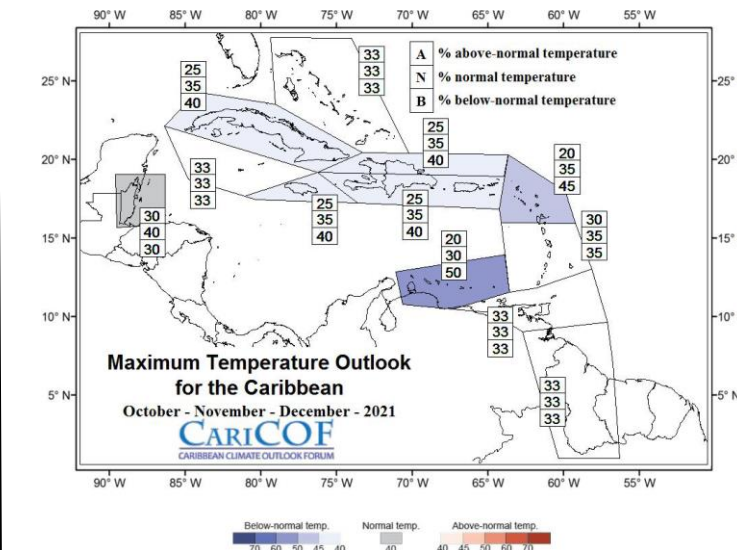 90° W 85° W 80° W 75° W 70° W 65° W 60° W 55° W
A % above-normal temperature
N % normal temperature
B % below-normal temperature
25° N
20° N
15° N
10° N
5° N
25° N
20° N
15° N
10° N
5° N
33
33
33
25
35
40
25
35
40
20
35
45
33
33
33
30
40
30
25
35
40
25
35
40
30
35
35
20
30
50
33
33
33
33
33
33
Maximum Temperature Outlook
for the Caribbean
October - November - December - 2021
CARICOF
CARIBBEAN CLIMATE OUTLOOK FORUM
90° W 85° W 80° W 75° W 70° W 65° W 60° W 55° W
Below-normal temp. Normal temp. Above-normal temp.
70 60 50 45 40 40 40 45 50 60 70